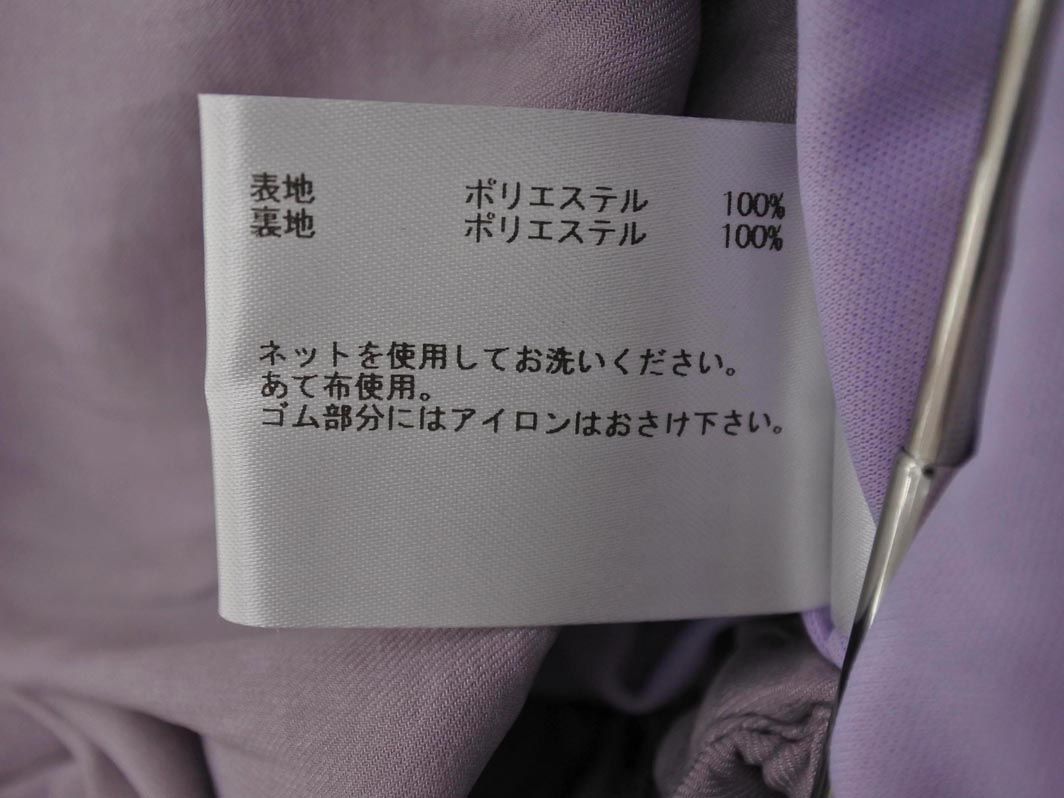 表地 ポリエステル 100%
裏地 ポリエステル 100%
ネットを使用してお洗いください。
あて布使用。
ゴム部分にはアイロンはおさけ下さい。